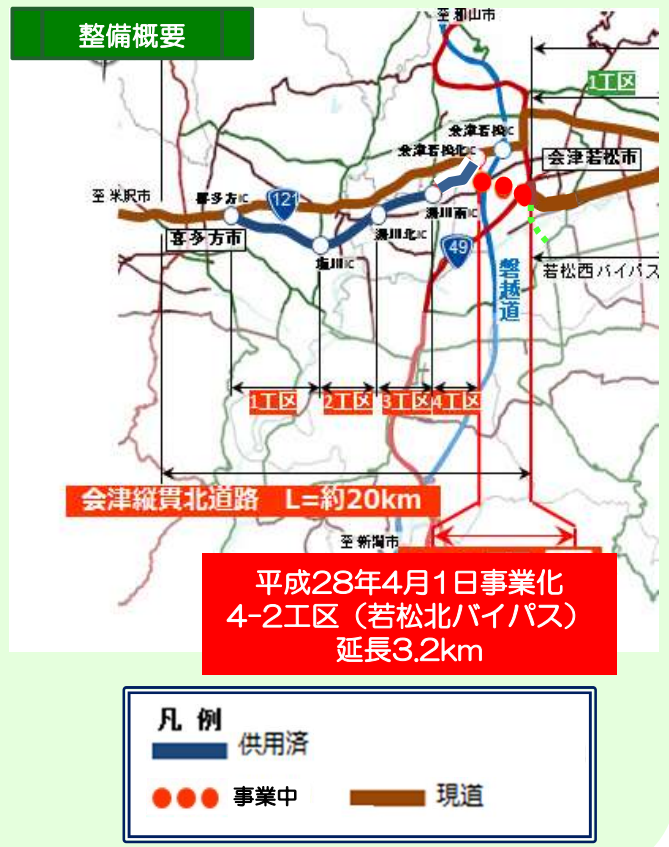 整備概要
至 郡山市
1工区
会津若松IC
会津若松北IC
会津若松市
至 米沢市
喜多方IC
121
湯川南IC
喜多方市
湯川北IC
49
塩川IC
磐越道
若松西バイパス
1工区
2工区
3工区
4工区
会津縦貫北道路 L=約20km
至 新潟市
平成28年4月1日事業化
4-2工区（若松北バイパス）
延長3.2km
凡 例
供用済
事業中
現道